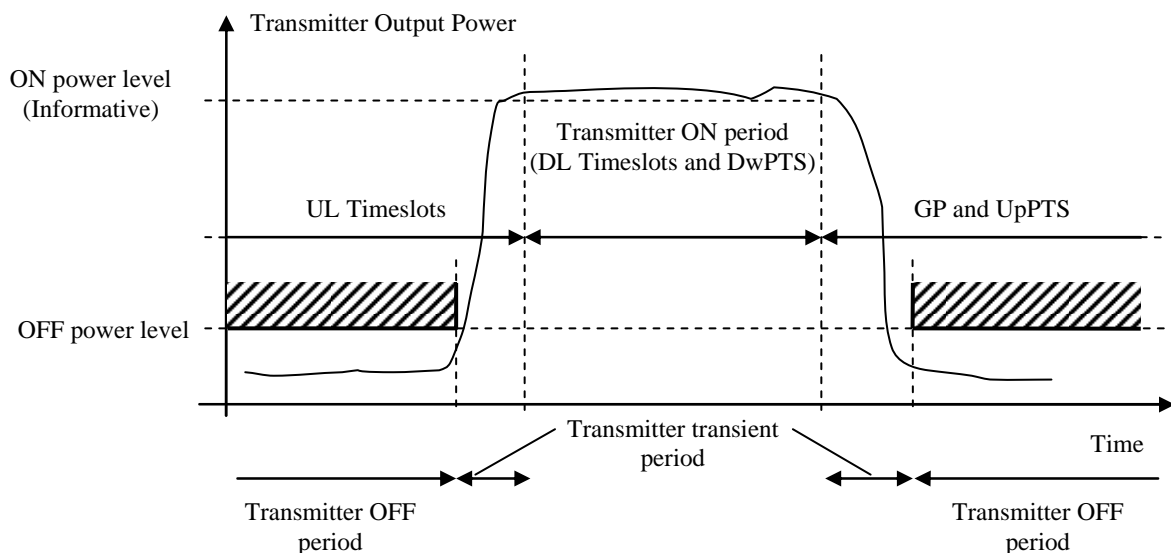 Transmitter Output Power
ON power level
(Informative)
Transmitter ON period
(DL Timeslots and DwPTS)
UL Timeslots
GP and UpPTS
OFF power level
Transmitter transient
period
Time
Transmitter OFF
period
Transmitter OFF
period